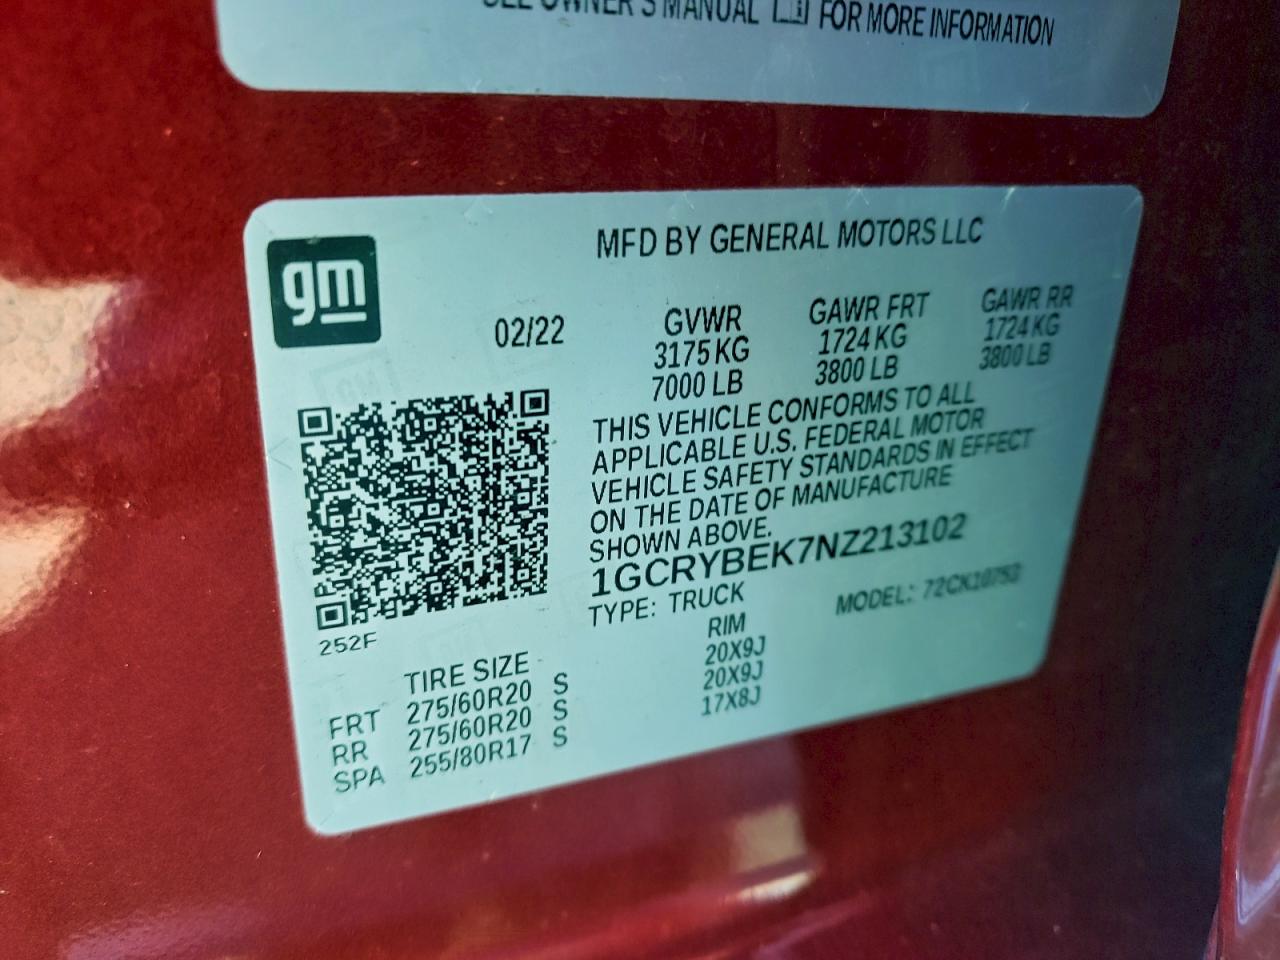 SEE OWNER'S MANUAL FOR MORE INFORMATION
gm
MFD BY GENERAL MOTORS LLC
02/22
GVWR GAWR FRT GAWR RR
3175 KG 1724 KG 1724 KG
7000 LB 3800 LB 3800 LB
THIS VEHICLE CONFORMS TO ALL
APPLICABLE U.S. FEDERAL MOTOR
VEHICLE SAFETY STANDARDS IN EFFECT
ON THE DATE OF MANUFACTURE
SHOWN ABOVE.
1GCRYBEK7NZ213102
TYPE: TRUCK MODEL:
252F
TIRE SIZE RIM
FRT 275/60R20 S 20X9J
RR 275/60R20 S 20X9J
SPA 255/80R17 S 17X8J